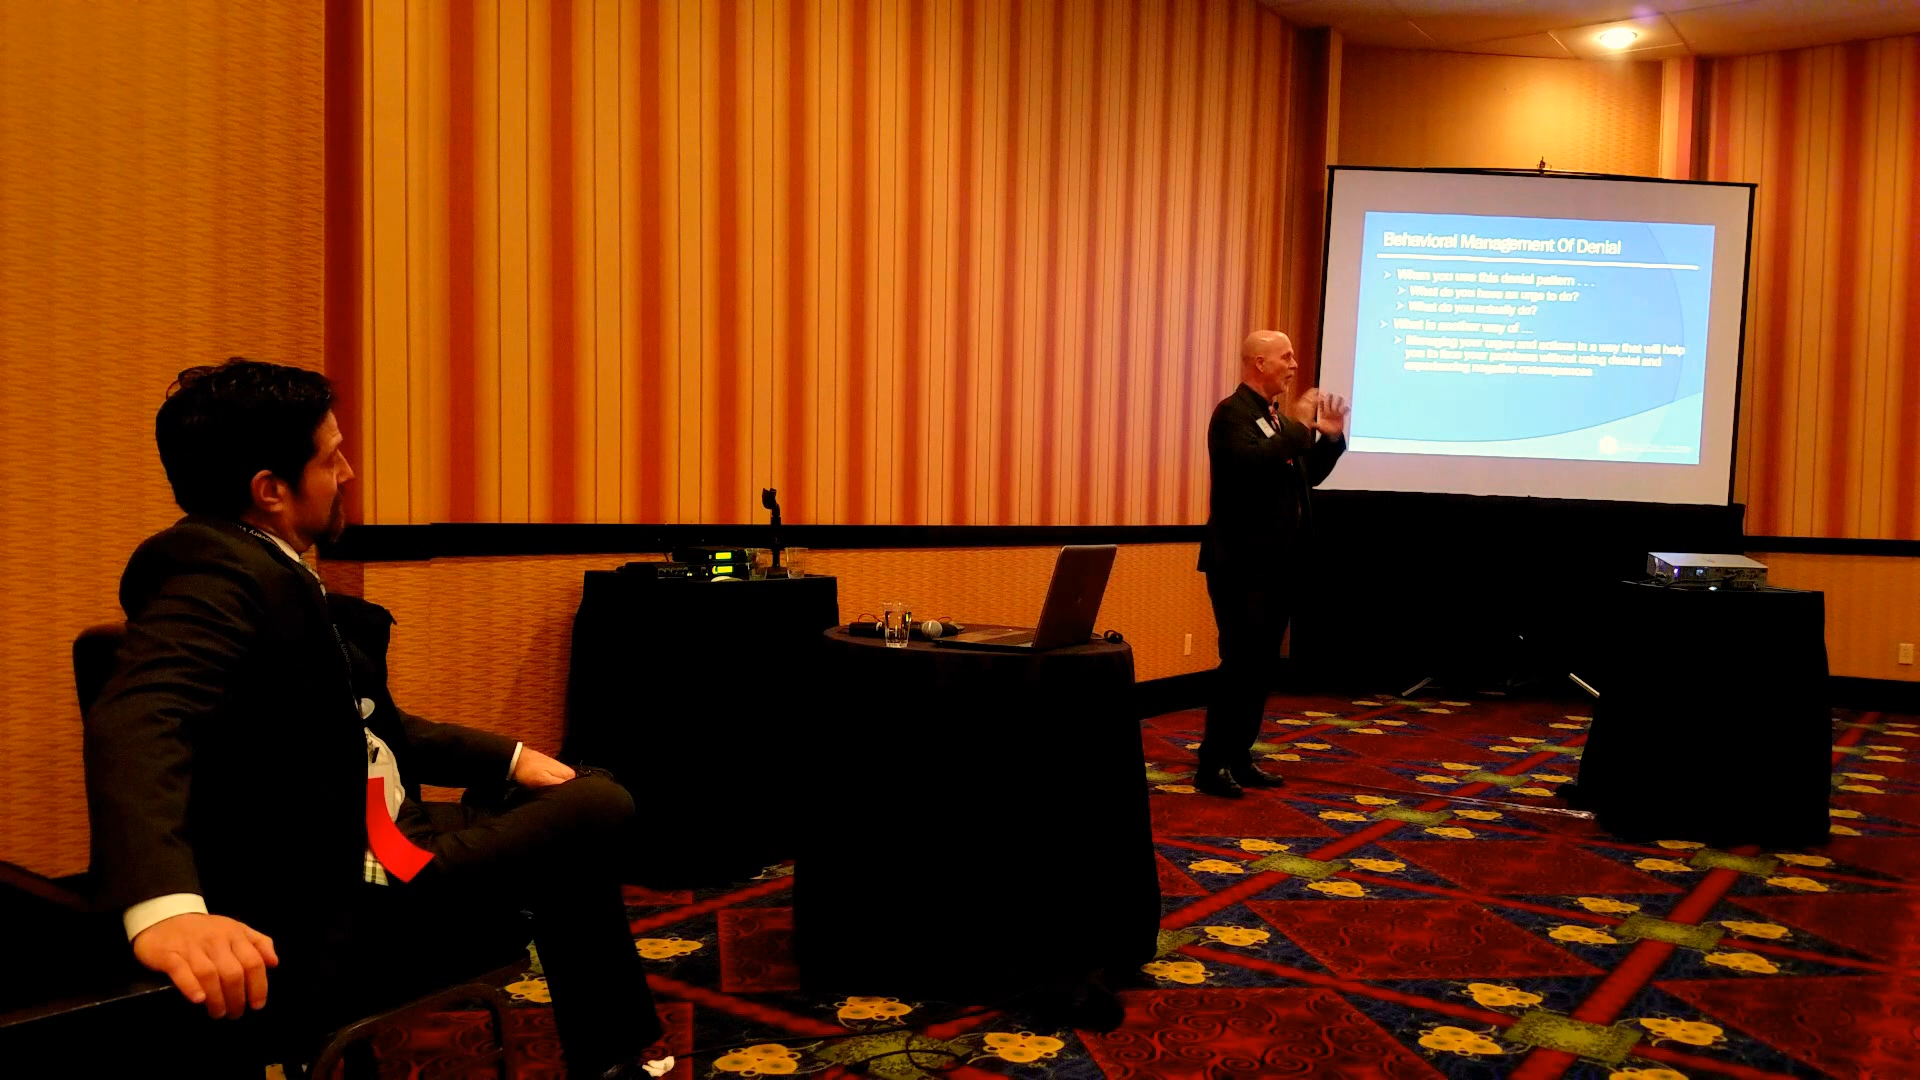 Behavioral Management Of Denial
When you use this denial pattern . . .
What do you have an urge to do?
What do you actually do?
What is another way of ...
Managing your urges and actions in a way that will help
you to face your problems without using denial and
experiencing negative consequences